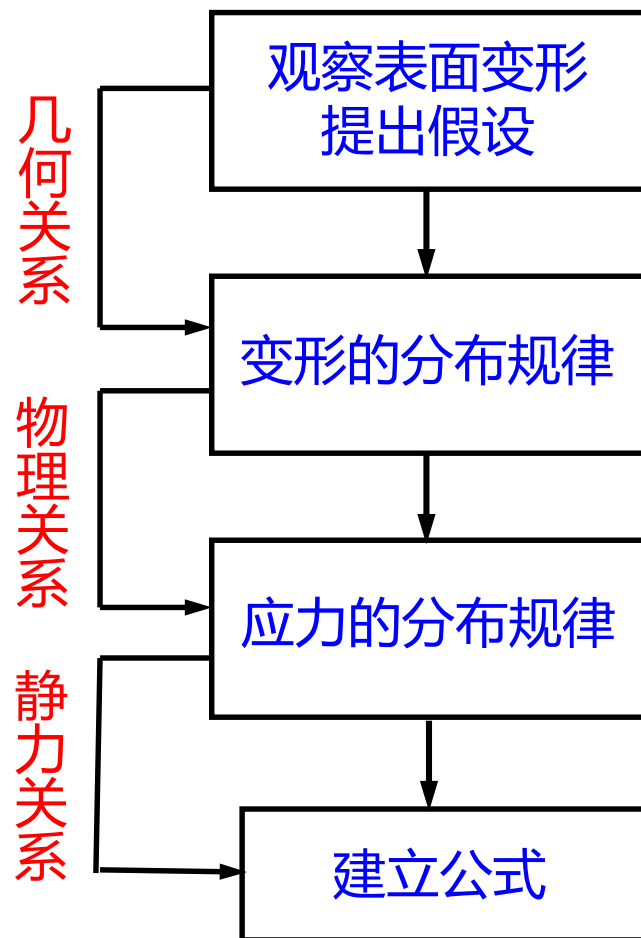 观察表面变形
提出假设
几何关系
变形的分布规律
物理关系
应力的分布规律
静力关系
建立公式